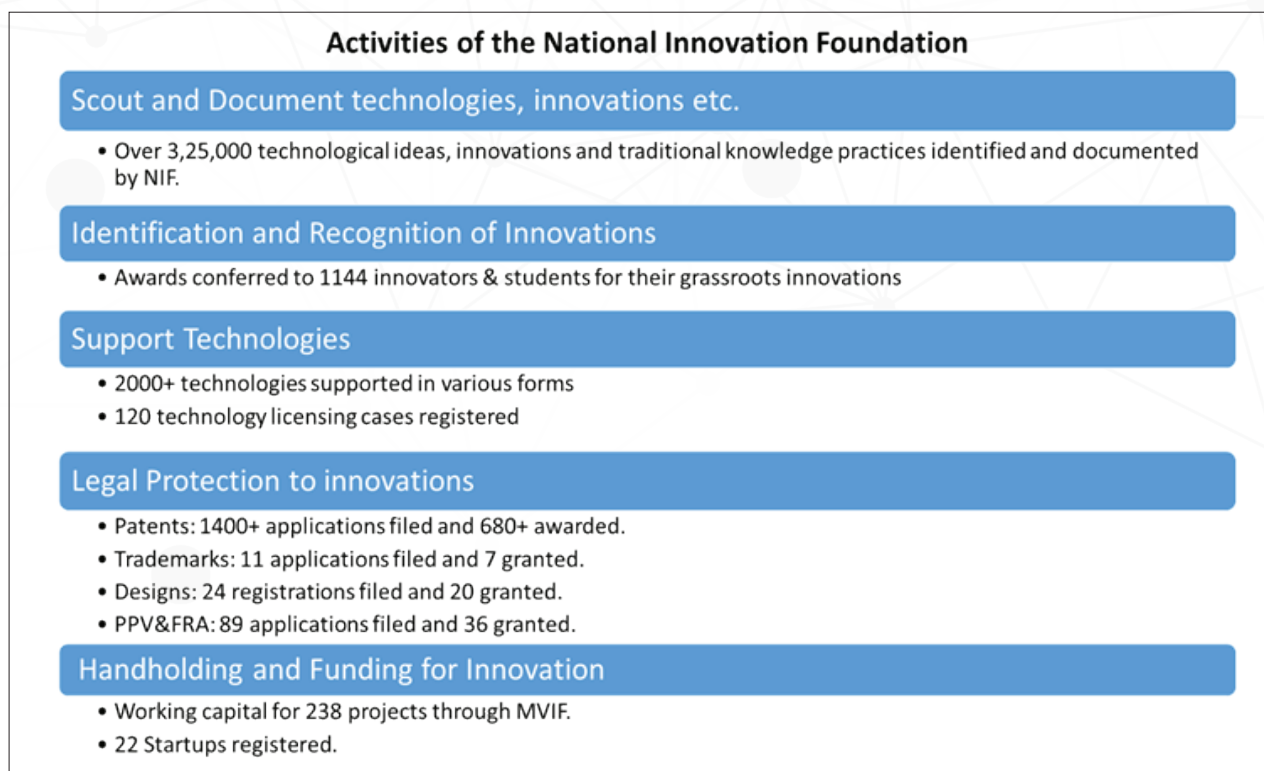 Activities of the National Innovation Foundation
Scout and Document technologies, innovations etc.
• Over 3,25,000 technological ideas, innovations and traditional knowledge practices identified and documented
by NIF.
Identification and Recognition of Innovations
• Awards conferred to 1144 innovators & students for their grassroots innovations
Support Technologies
• 2000+ technologies supported in various forms
• 120 technology licensing cases registered
Legal Protection to innovations
• Patents: 1400+ applications filed and 680+ awarded.
• Trademarks: 11 applications filed and 7 granted.
• Designs: 24 registrations filed and 20 granted.
• PPV&FRA: 89 applications filed and 36 granted.
Handholding and Funding for Innovation
• Working capital for 238 projects through MVIF.
• 22 Startups registered.